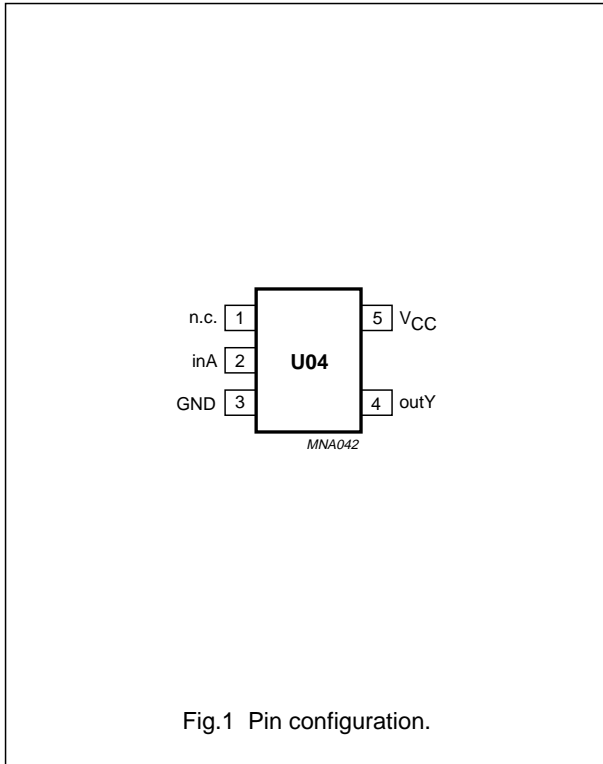 n.c. 1
5 VCC
inA 2
U04
GND 3
4 outY
MNA042
Fig.1 Pin configuration.